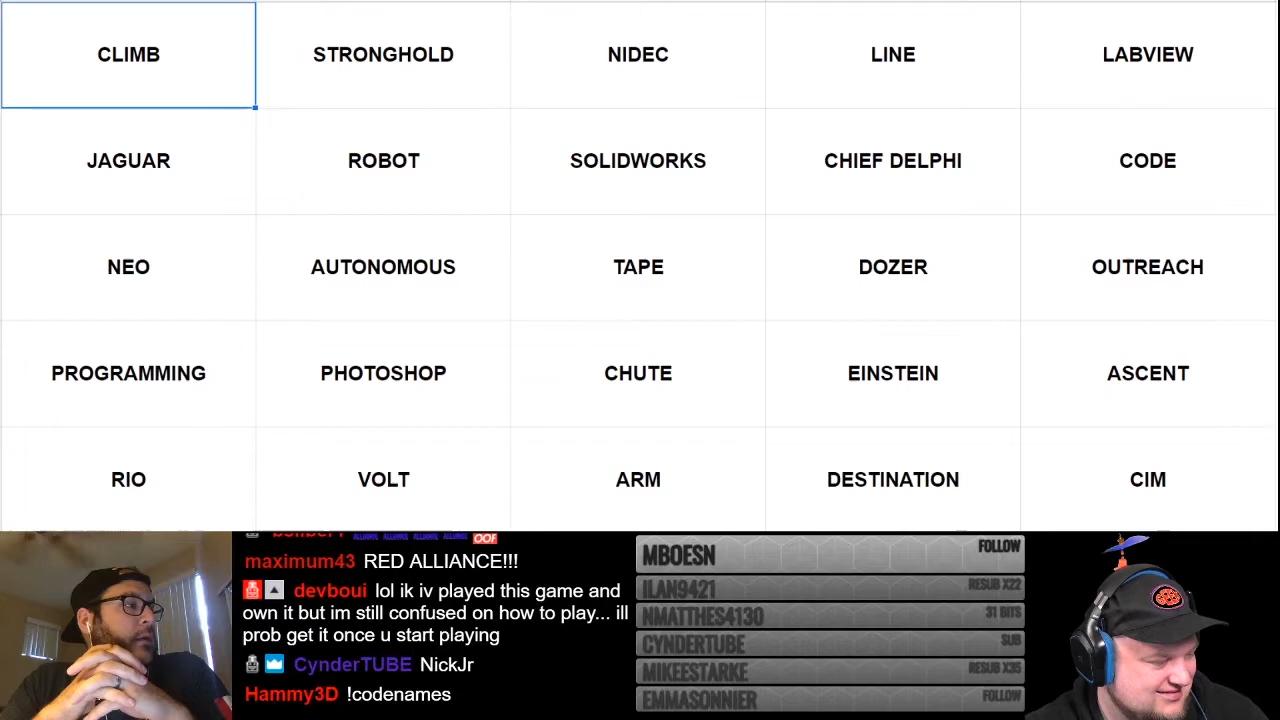 CLIMB STRONGHOLD NIDEC LINE LABVIEW
JAGUAR ROBOT SOLIDWORKS CHIEF DELPHI CODE
NEO AUTONOMOUS TAPE DOZER OUTREACH
PROGRAMMING PHOTOSHOP CHUTE EINSTEIN ASCENT
RIO VOLT ARM DESTINATION CIM
OOF
maximum43 RED ALLIANCE!!!
devboui lol ik iv played this game and
own it but im still confused on how to play... ill
prob get it once u start playing
CynderTUBE NickJr
Hammy3D !codenames
MBOESN FOLLOW
ILAN9421 RESUB X22
NMATTHES4130 31 BITS
CYNDERTUBE SUB
MIKEESTARKE RESUB X35
EMMASONNIER FOLLOW